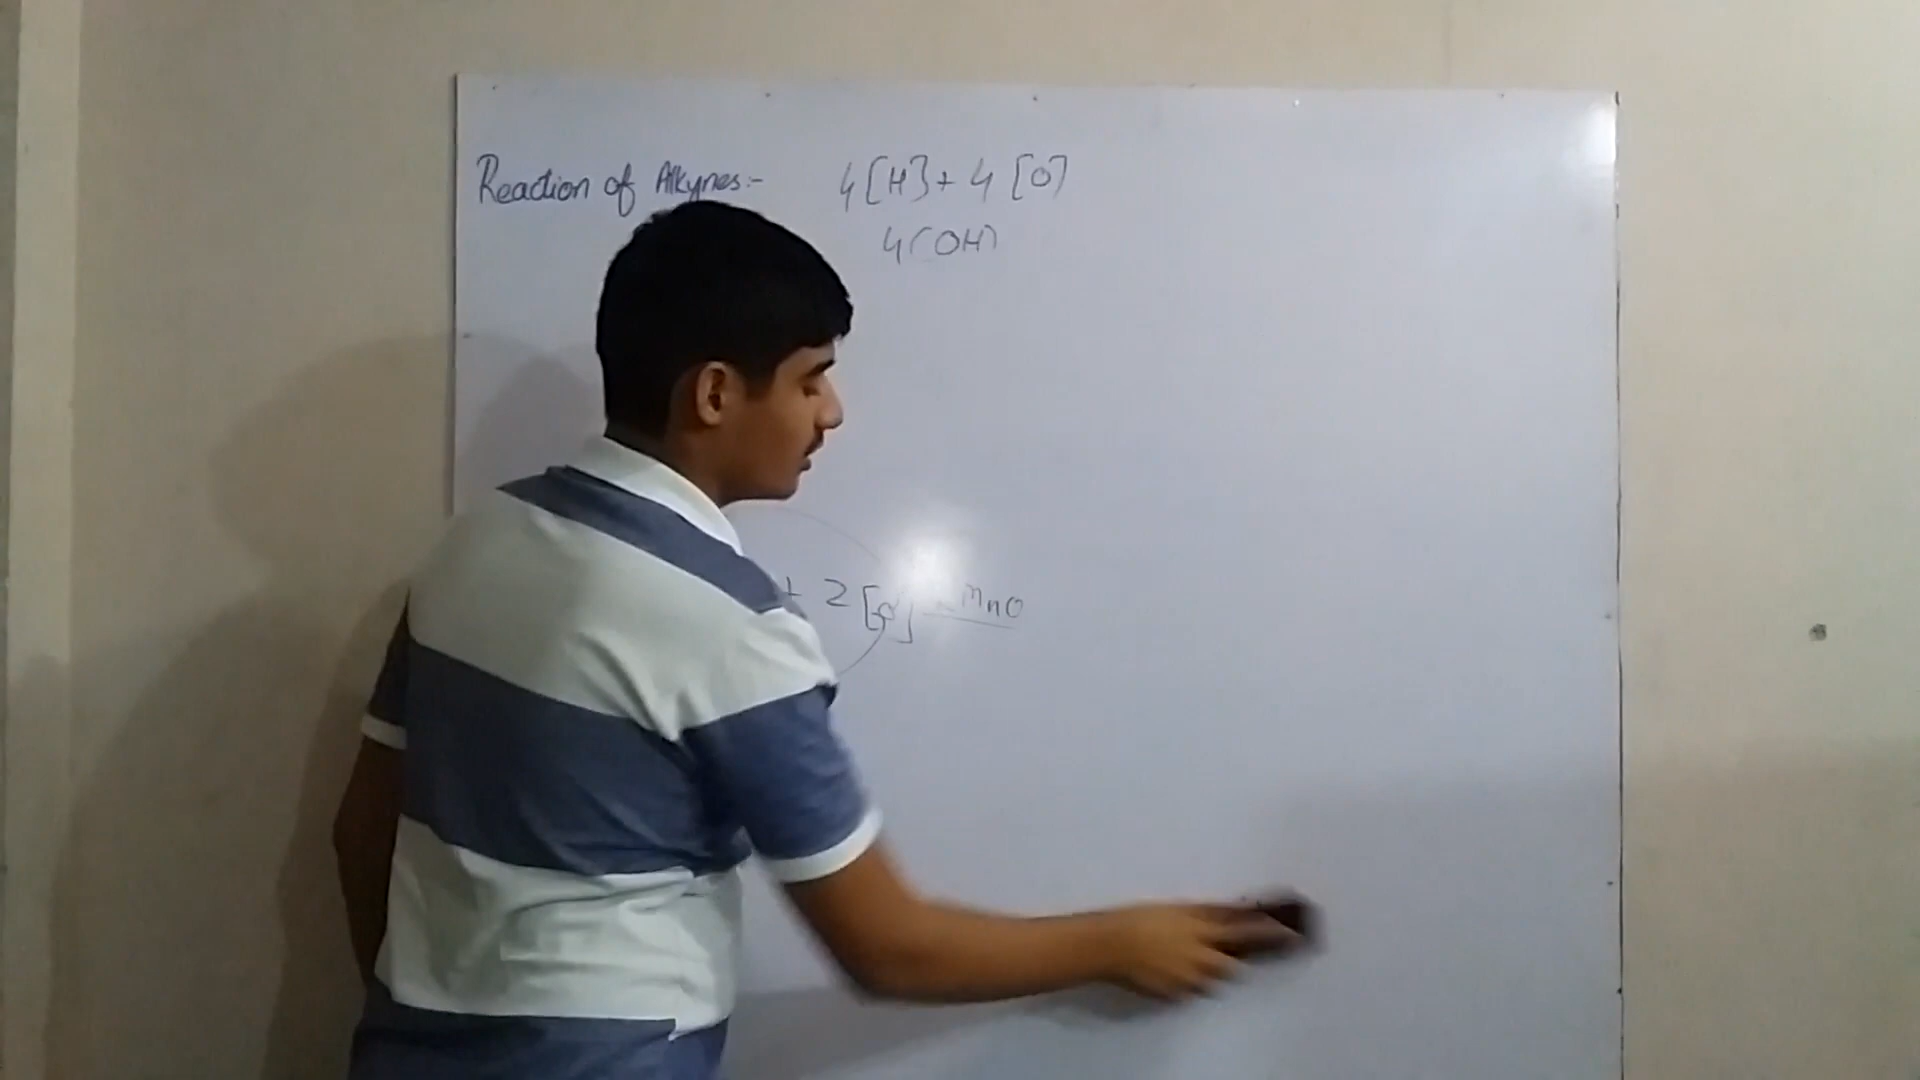 Reaction of Alkynes:-
4[H]+ 4 [O]
4(OH)
+ 2[O] MnO